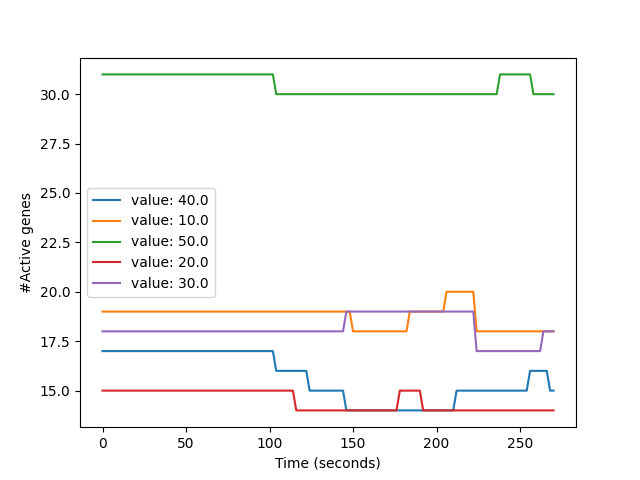 30.0
27.5
25.0
22.5
20.0
17.5
15.0
#Active genes
value: 40.0
value: 10.0
value: 50.0
value: 20.0
value: 30.0
0 50 100 150 200 250
Time (seconds)